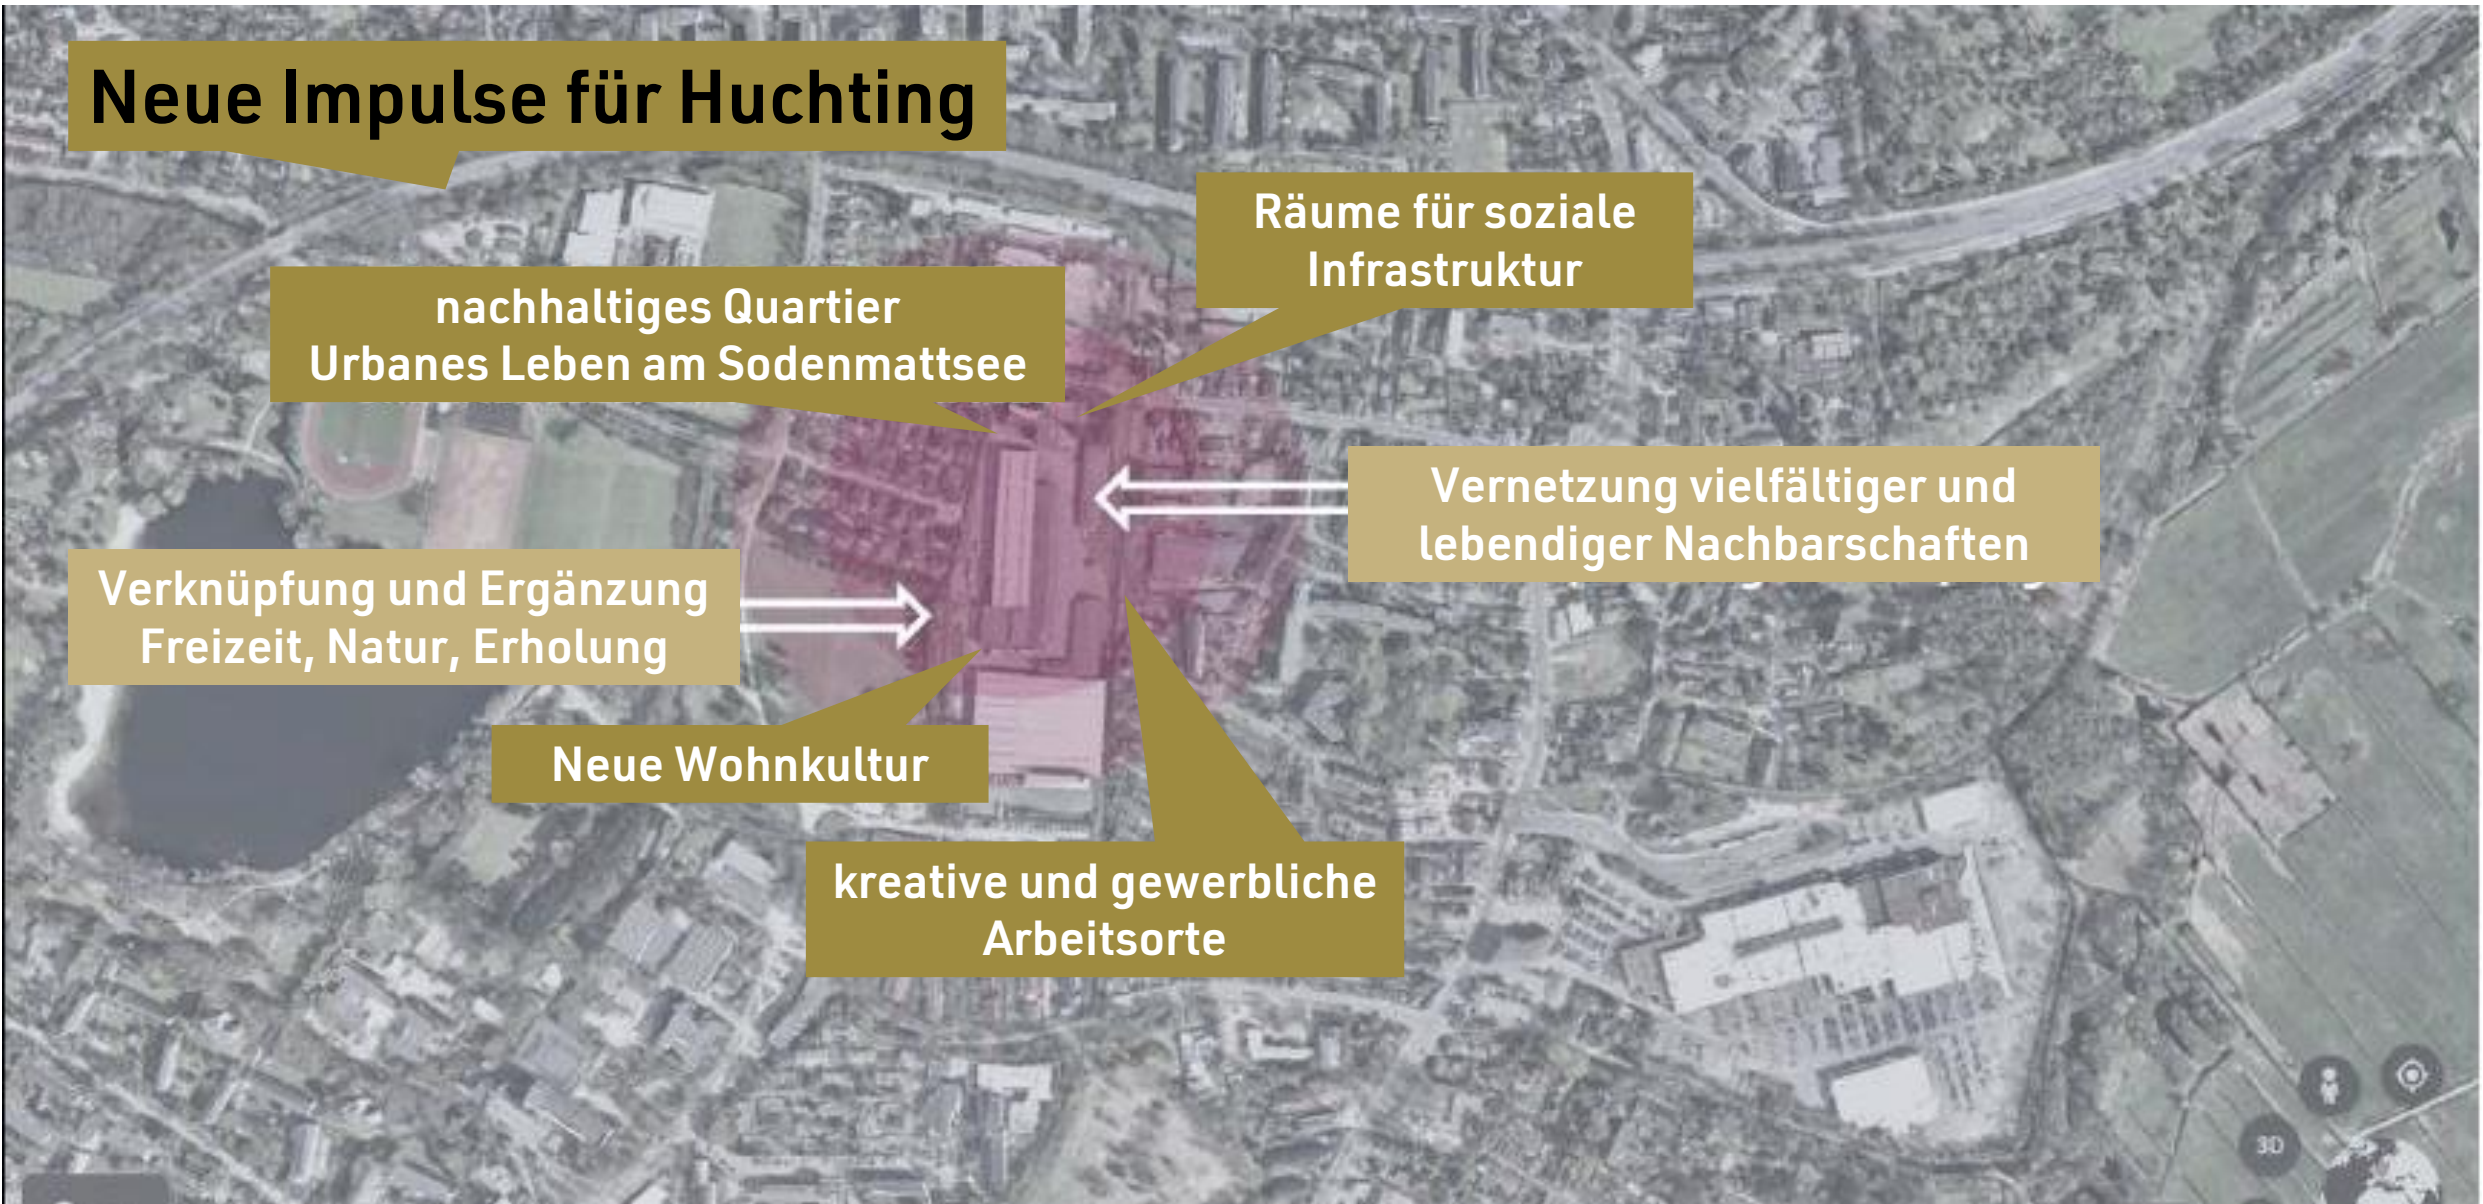 Neue Impulse für Huchting
Räume für soziale
Infrastruktur
nachhaltiges Quartier
Urbanes Leben am Sodenmattsee
Vernetzung vielfältiger und
lebendiger Nachbarschaften
Verknüpfung und Ergänzung
Freizeit, Natur, Erholung
Neue Wohnkultur
kreative und gewerbliche
Arbeitsorte
3D